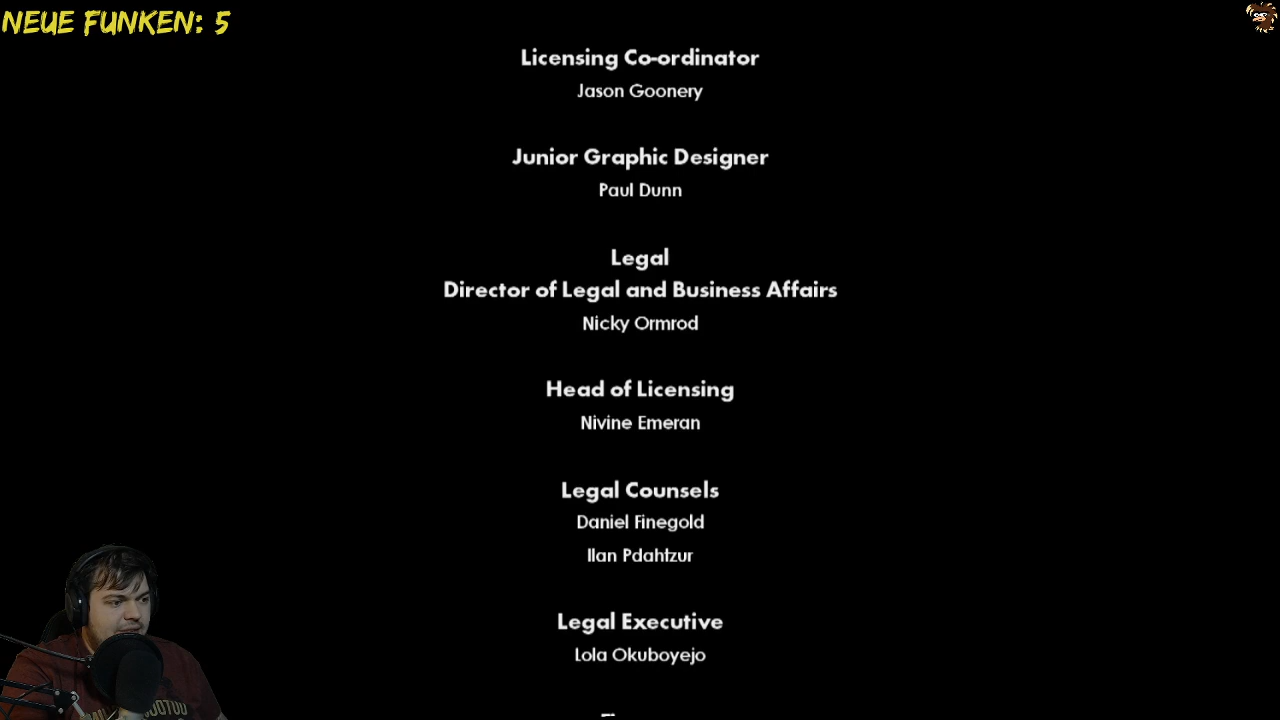 NEUE FUNKEN: 5
Licensing Co-ordinator
Jason Goonery
Junior Graphic Designer
Paul Dunn
Legal
Director of Legal and Business Affairs
Nicky Ormrod
Head of Licensing
Nivine Emeran
Legal Counsels
Daniel Finegold
Ilan Pdahtzur
Legal Executive
Lola Okuboyejo